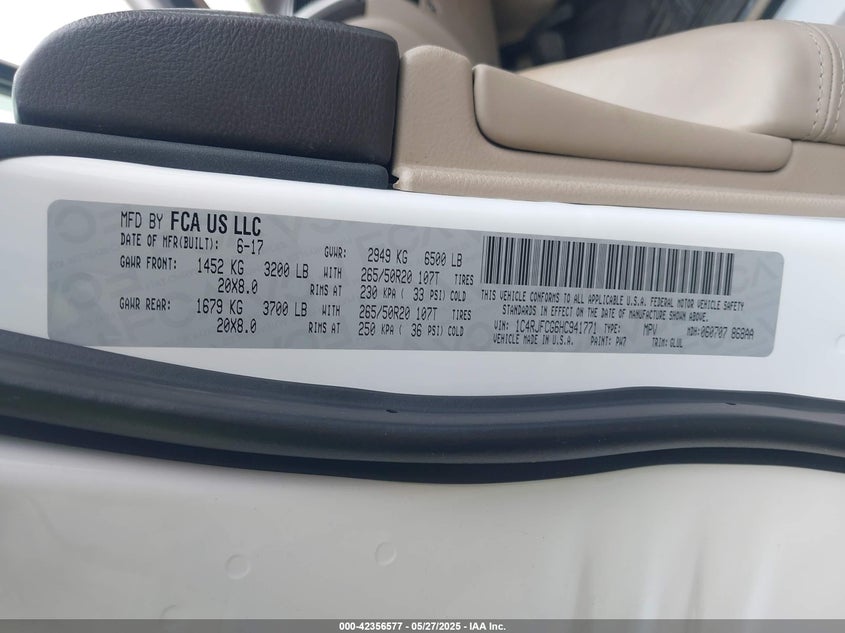 MFD BY FCA US LLC
DATE OF MFR(BUILT): 6-17 GVWR: 2949 KG 6500 LB
GAWR FRONT: 1452 KG 3200 LB WITH 265/50R20 107T TIRES
20X8.0 RIMS AT 230 KPA ( 33 PSI) COLD
GAWR REAR: 1679 KG 3700 LB WITH 265/50R20 107T TIRES
20X8.0 RIMS AT 250 KPA ( 36 PSI) COLD
THIS VEHICLE CONFORMS TO ALL APPLICABLE U.S.A. FEDERAL MOTOR VEHICLE SAFETY
STANDARDS IN EFFECT ON THE DATE OF MANUFACTURE SHOWN ABOVE.
VIN: 1C4RJFCG6HC941771 TYPE: MPV MDH: 060707 868AA
VEHICLE MADE IN U.S.A. PAINT: PW7 TRIM: GLUL
000-42356577 — 05/27/2025 — IAA Inc.